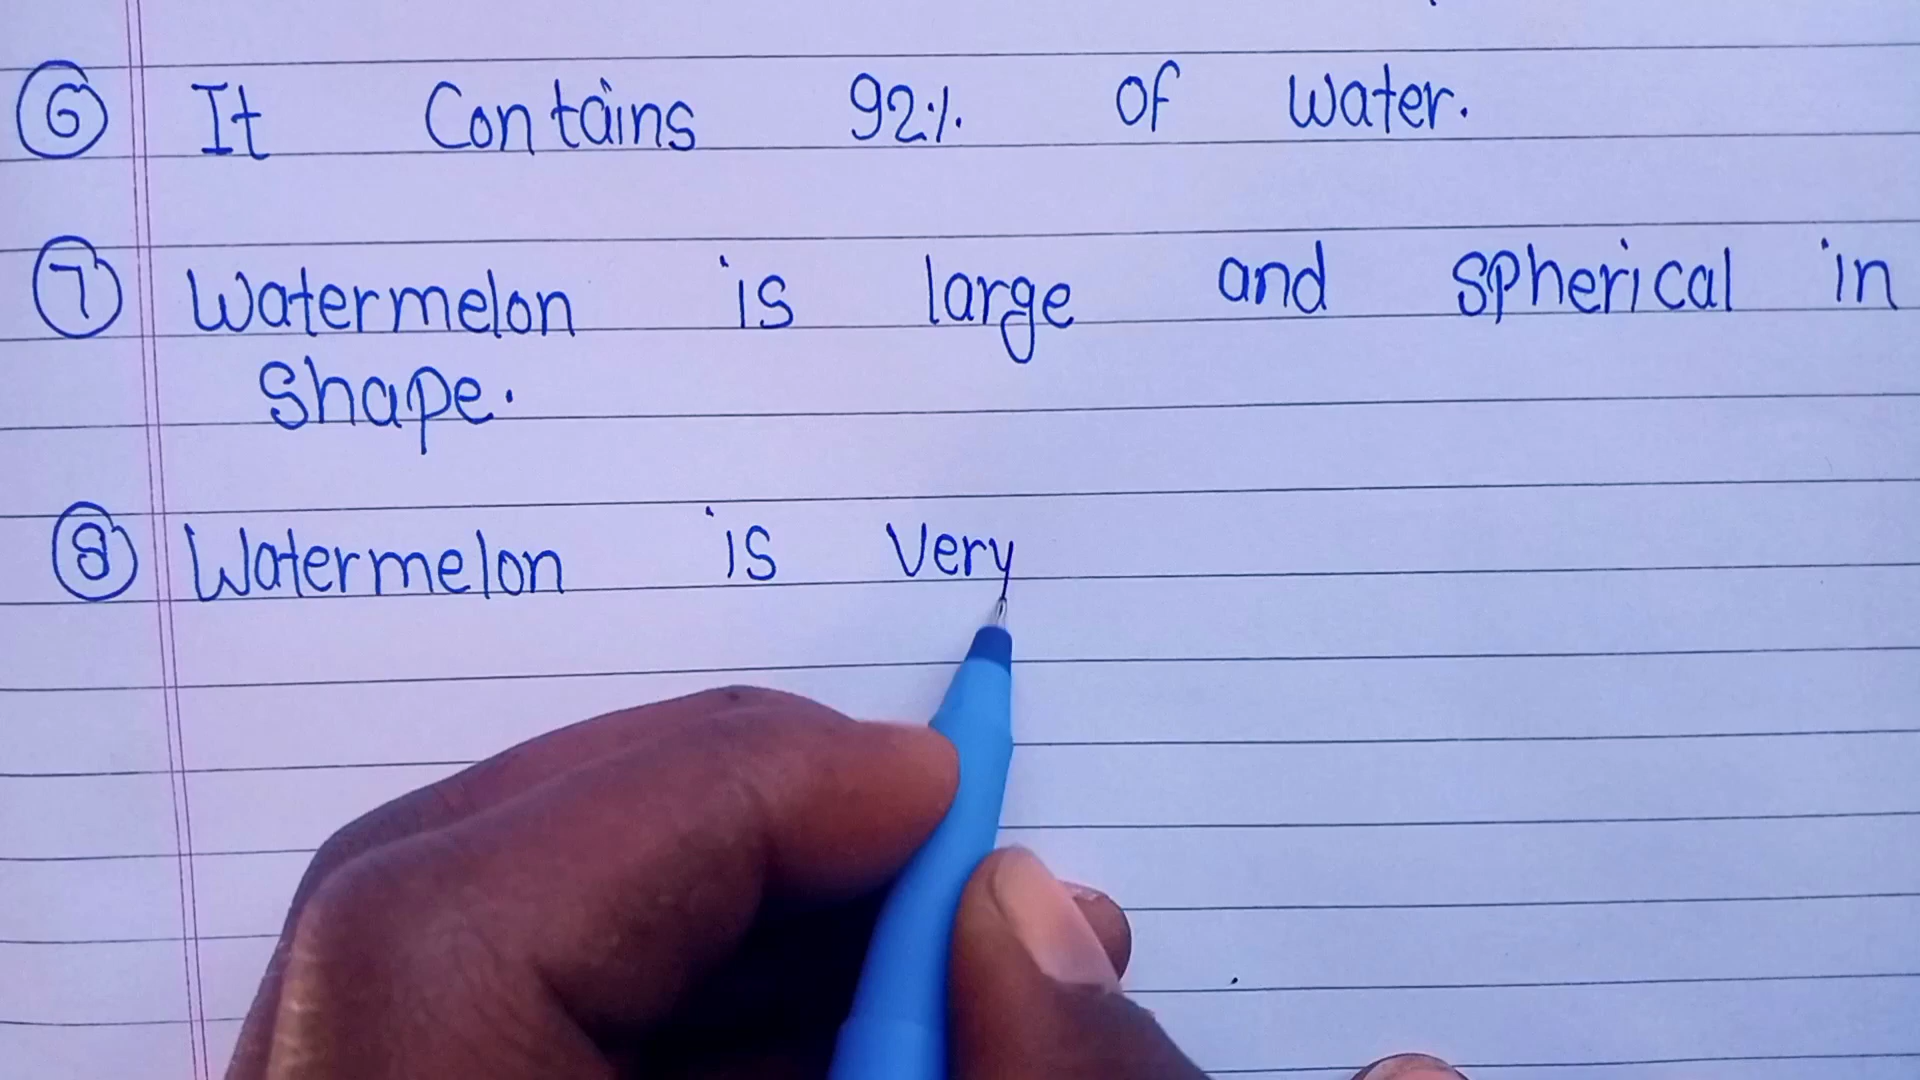 6 It Contains 92% of water.
7 Watermelon is large and spherical in
shape.
8 Watermelon is very